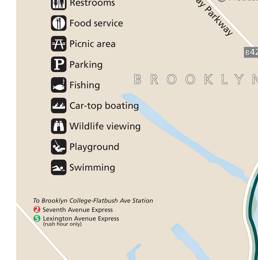 Restrooms
ay Parkway
Food service
Picnic area
B42
Parking
BROOKLYN
Fishing
Car-top boating
Wildlife viewing
Playground
Swimming
To Brooklyn College-Flatbush Ave Station
2 Seventh Avenue Express
5 Lexington Avenue Express
(rush hour only)